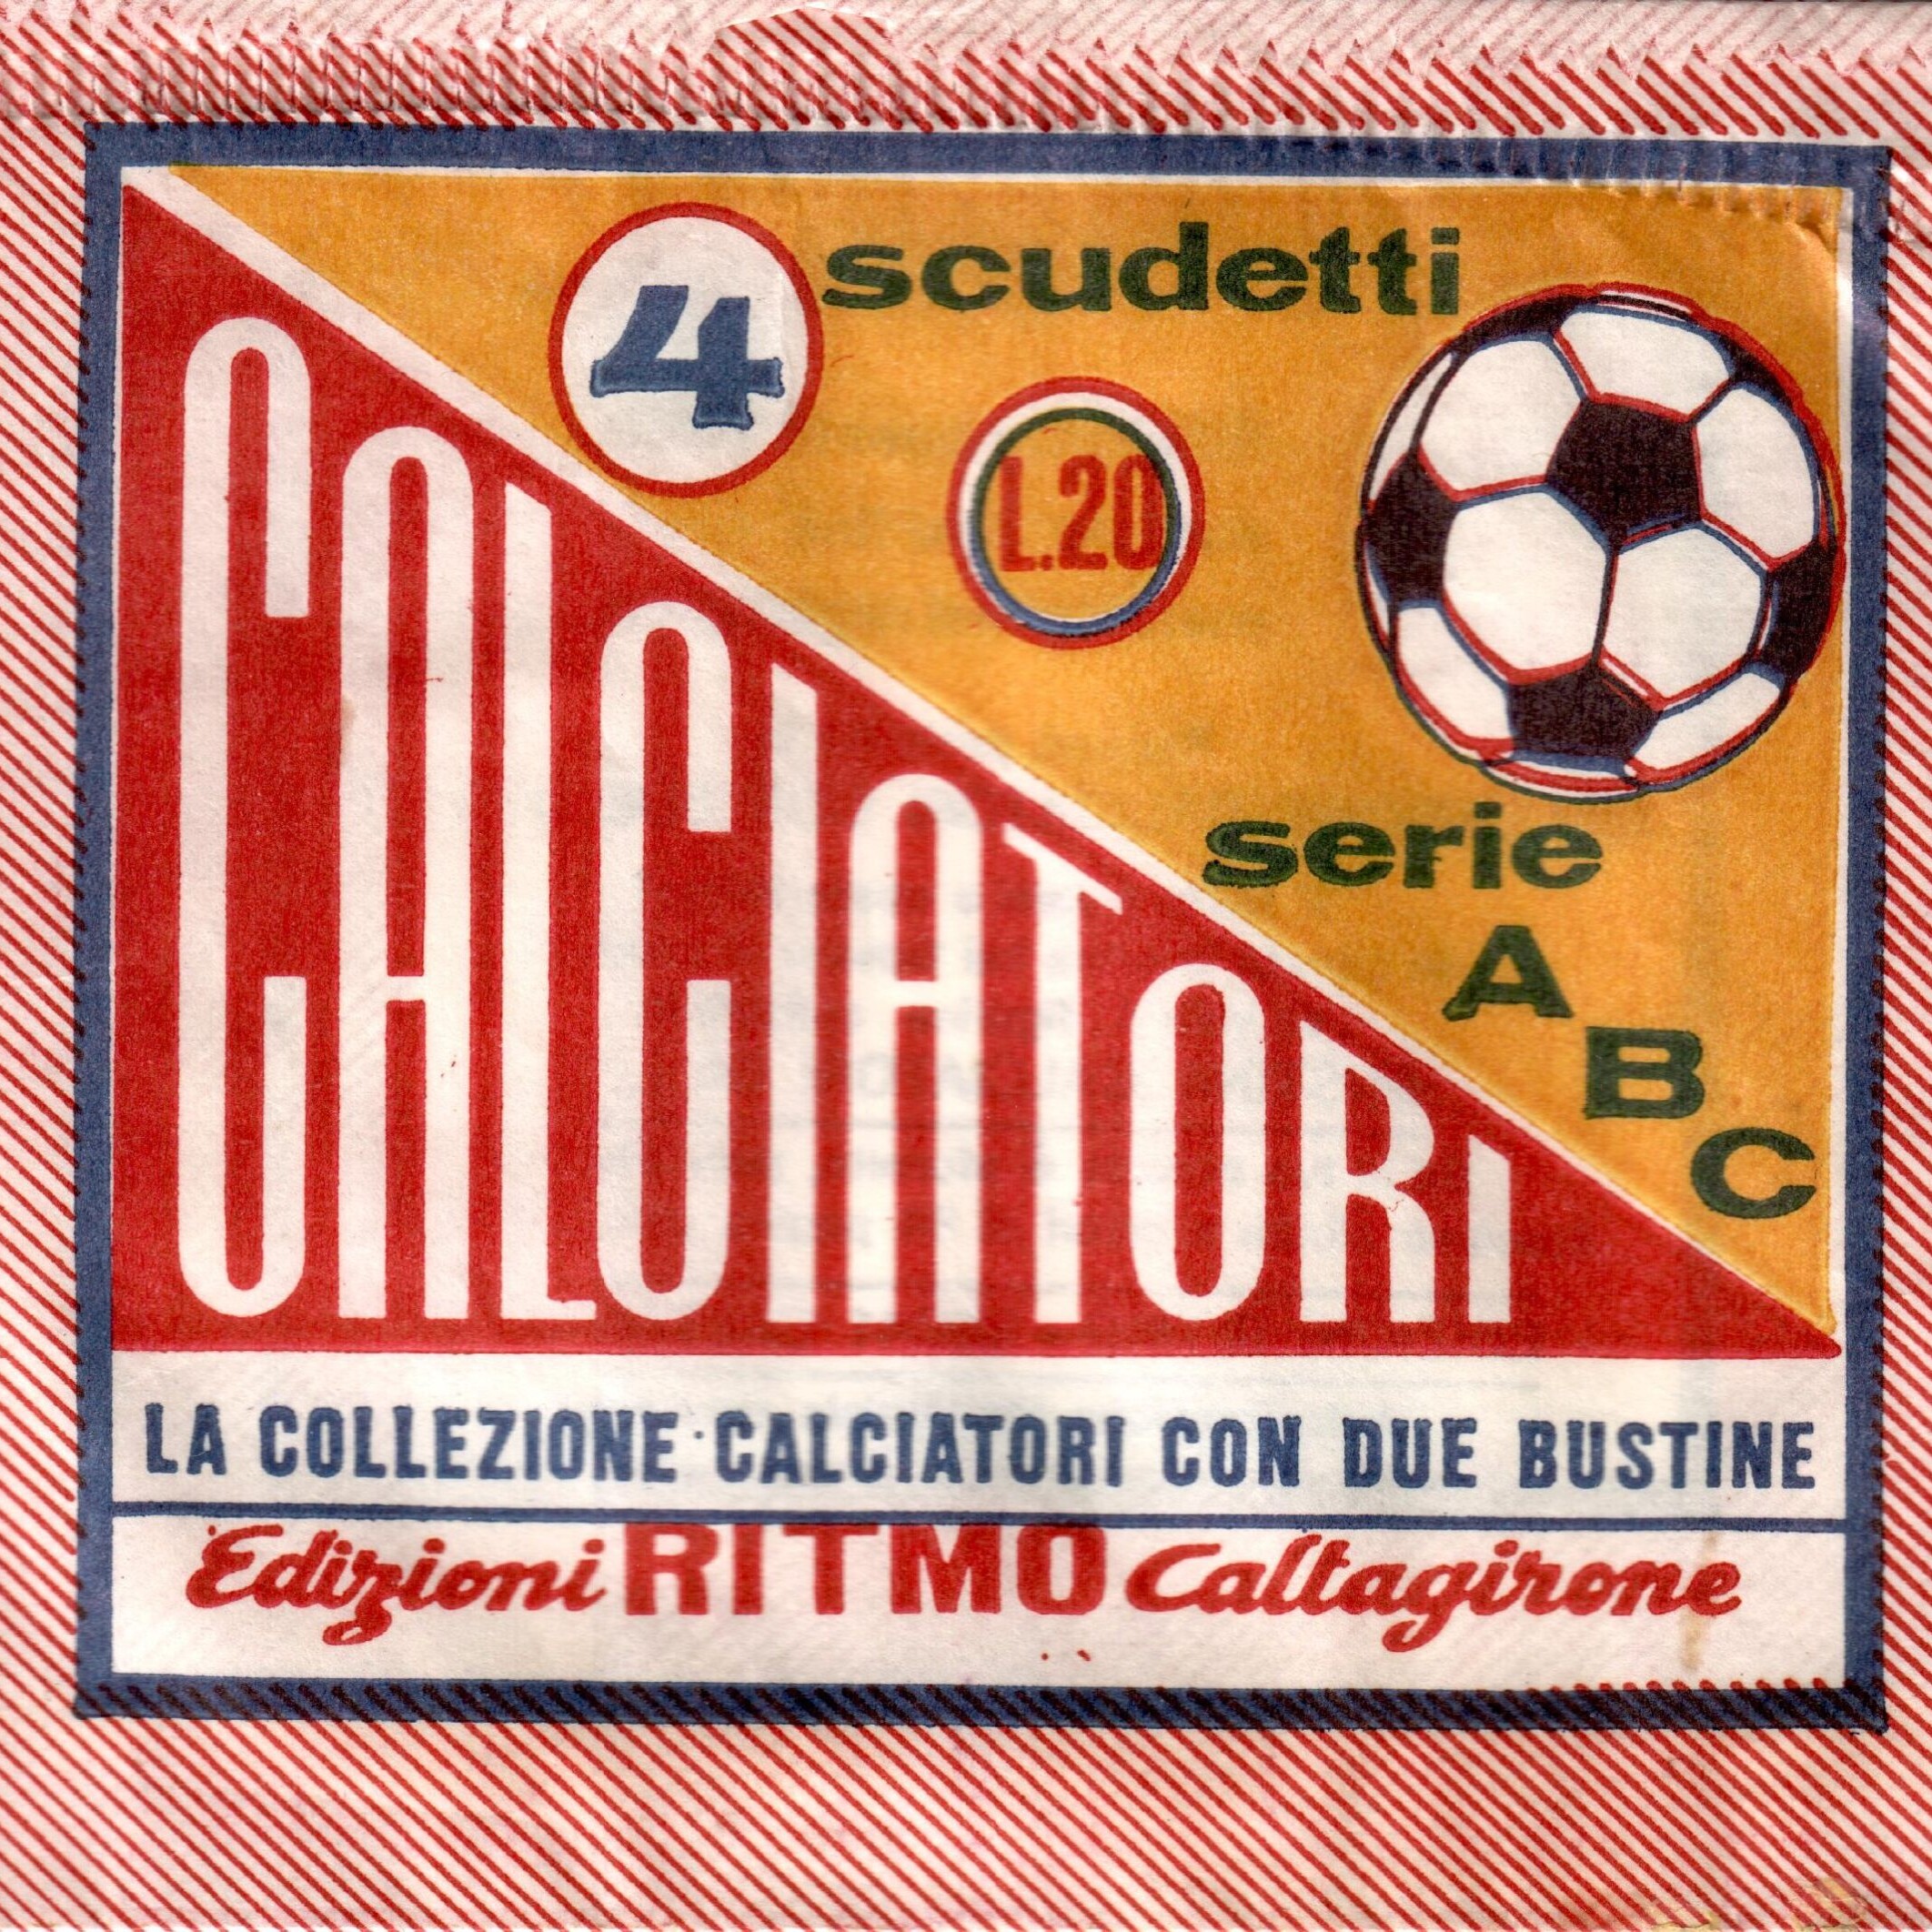 4 scudetti
L.20
CALCIATORI
serie
A
B
C
LA COLLEZIONE·CALCIATORI CON DUE BUSTINE
Edizioni RITMO Caltagirone